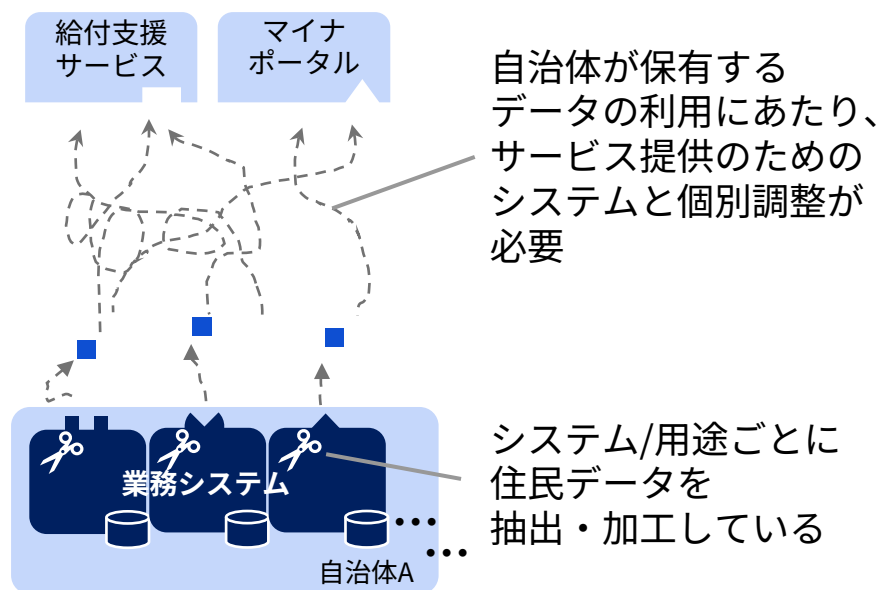 給付支援
サービス
マイナ
ポータル
自治体が保有する
データの利用にあたり、
サービス提供のための
システムと個別調整が
必要
システム/用途ごとに
住民データを
抽出・加工している
業務システム
自治体A